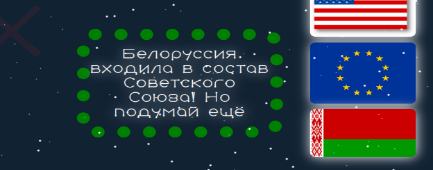 Белоруссия
входила в состав
Советского
Союза! Но
подумай ещё